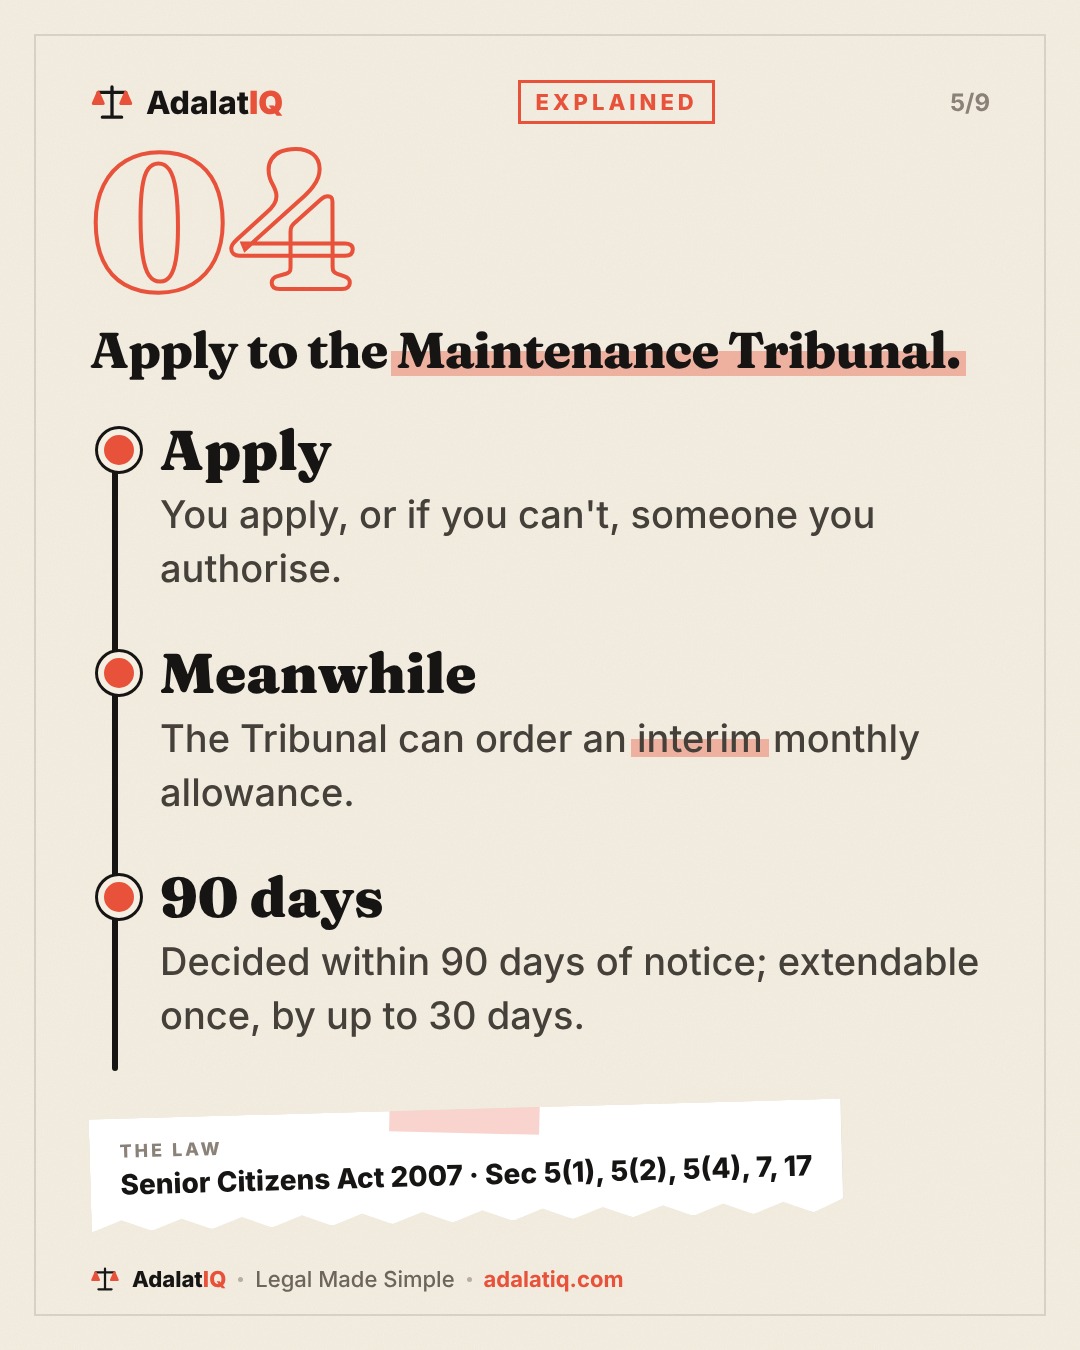 AdalatIQ
EXPLAINED
5/9
04
Apply to the Maintenance Tribunal.
Apply
You apply, or if you can't, someone you
authorise.
Meanwhile
The Tribunal can order an interim monthly
allowance.
90 days
Decided within 90 days of notice; extendable
once, by up to 30 days.
THE LAW
Senior Citizens Act 2007 · Sec 5(1), 5(2), 5(4), 7, 17
AdalatIQ • Legal Made Simple • adalatiq.com